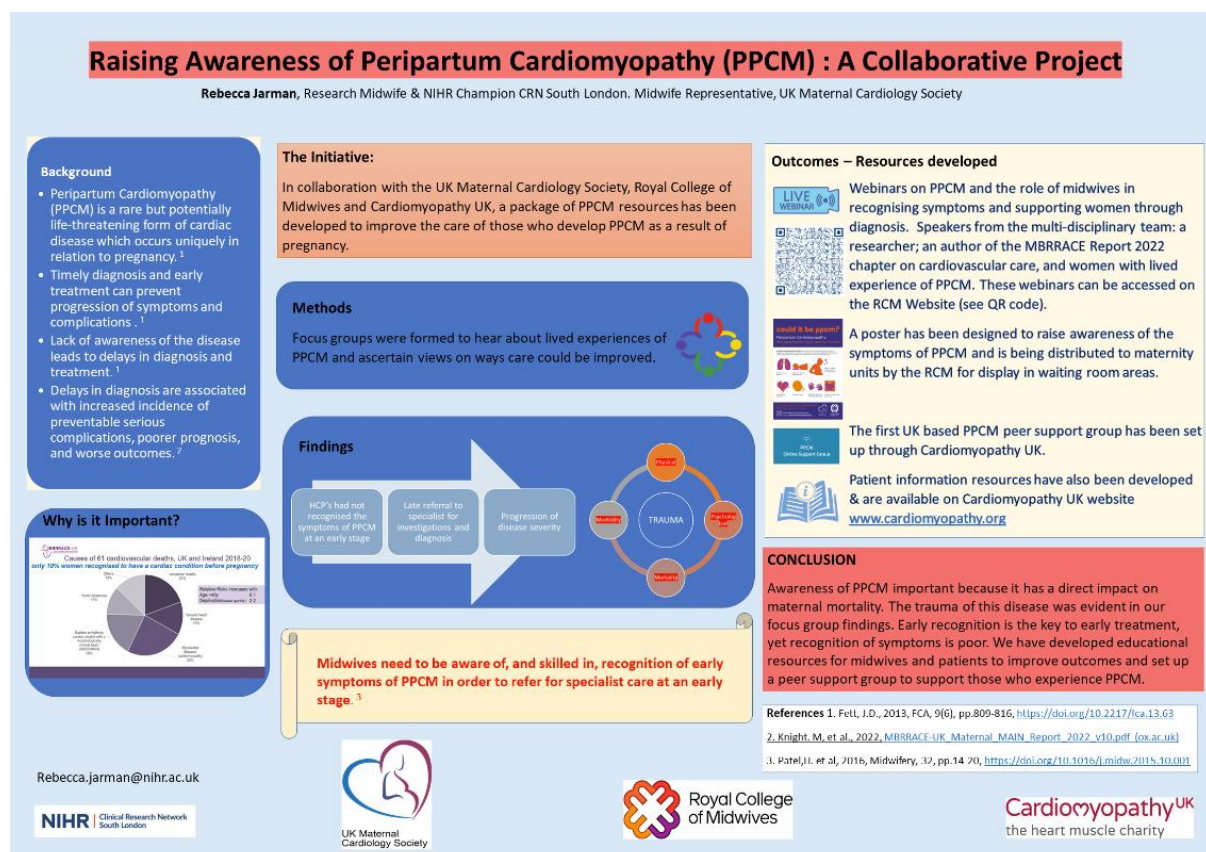 Raising Awareness of Peripartum Cardiomyopathy (PPCM) : A Collaborative Project
Rebecca Jarman, Research Midwife & NIHR Champion CRN South London. Midwife Representative, UK Maternal Cardiology Society
Background
• Peripartum Cardiomyopathy
(PPCM) is a rare but potentially
life-threatening form of cardiac
disease which occurs uniquely in
relation to pregnancy. 1
• Timely diagnosis and early
treatment can prevent
progression of symptoms and
complications . 1
• Lack of awareness of the disease
leads to delays in diagnosis and
treatment. 1
• Delays in diagnosis are associated
with increased incidence of
preventable serious
complications, poorer prognosis,
and worse outcomes. 2
Why is it Important?
MBRRACE-UK
Causes of 61 cardiovascular deaths, UK and Ireland 2018-20
only 10% women recognised to have a cardiac condition before pregnancy
The Initiative:
In collaboration with the UK Maternal Cardiology Society, Royal College of
Midwives and Cardiomyopathy UK, a package of PPCM resources has been
developed to improve the care of those who develop PPCM as a result of
pregnancy.
Methods
Focus groups were formed to hear about lived experiences of
PPCM and ascertain views on ways care could be improved.
Findings
HCP's had not
recognised the
symptoms of PPCM
at an early stage
Late referral to
specialist for
investigations and
diagnosis
Progression of
disease severity
Physical
Morbidity
TRAUMA
Psychological
Mortality
Midwives need to be aware of, and skilled in, recognition of early
symptoms of PPCM in order to refer for specialist care at an early
stage. 3
Outcomes – Resources developed
LIVE
WEBINAR
Webinars on PPCM and the role of midwives in
recognising symptoms and supporting women through
diagnosis. Speakers from the multi-disciplinary team: a
researcher; an author of the MBRRACE Report 2022
chapter on cardiovascular care, and women with lived
experience of PPCM. These webinars can be accessed on
the RCM Website (see QR code).
could it be ppcm?
Peripartum Cardiomyopathy
A poster has been designed to raise awareness of the
symptoms of PPCM and is being distributed to maternity
units by the RCM for display in waiting room areas.
PPCM
Online Support Group
The first UK based PPCM peer support group has been set
up through Cardiomyopathy UK.
Patient information resources have also been developed
& are available on Cardiomyopathy UK website
www.cardiomyopathy.org
CONCLUSION
Awareness of PPCM important because it has a direct impact on
maternal mortality. The trauma of this disease was evident in our
focus group findings. Early recognition is the key to early treatment,
yet recognition of symptoms is poor. We have developed educational
resources for midwives and patients to improve outcomes and set up
a peer support group to support those who experience PPCM.
References 1. Fett, J.D., 2013, FCA, 9(6), pp.809-816, https://doi.org/10.2217/fca.13.63
2. Knight. M, et al., 2022, MBRRACE-UK_Maternal_MAIN_Report_2022_v10.pdf (ox.ac.uk)
3. Patel,H. et al, 2016, Midwifery, 32, pp.14-20, https://doi.org/10.1016/j.midw.2015.10.001
Rebecca.jarman@nihr.ac.uk
NIHR | Clinical Research Network
South London
UK Maternal
Cardiology Society
Royal College
of Midwives
Cardiomyopathy UK
the heart muscle charity